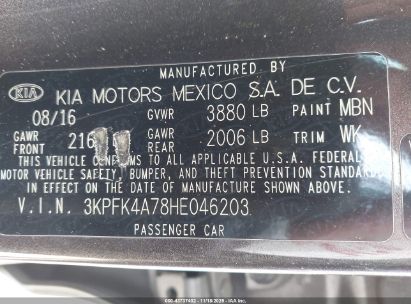 MANUFACTURED BY
KIA KIA MOTORS MEXICO S.A. DE C.V.
08/16 GVWR 3880 LB PAINT MBN
GAWR FRONT 216 GAWR REAR 2006 LB TRIM WK
THIS VEHICLE CONFORMS TO ALL APPLICABLE U.S.A. FEDERAL
MOTOR VEHICLE SAFETY, BUMPER, AND THEFT PREVENTION STANDARDS
IN EFFECT ON THE DATE OF MANUFACTURE SHOWN ABOVE.
V.I.N. 3KPFK4A78HE046203
PASSENGER CAR